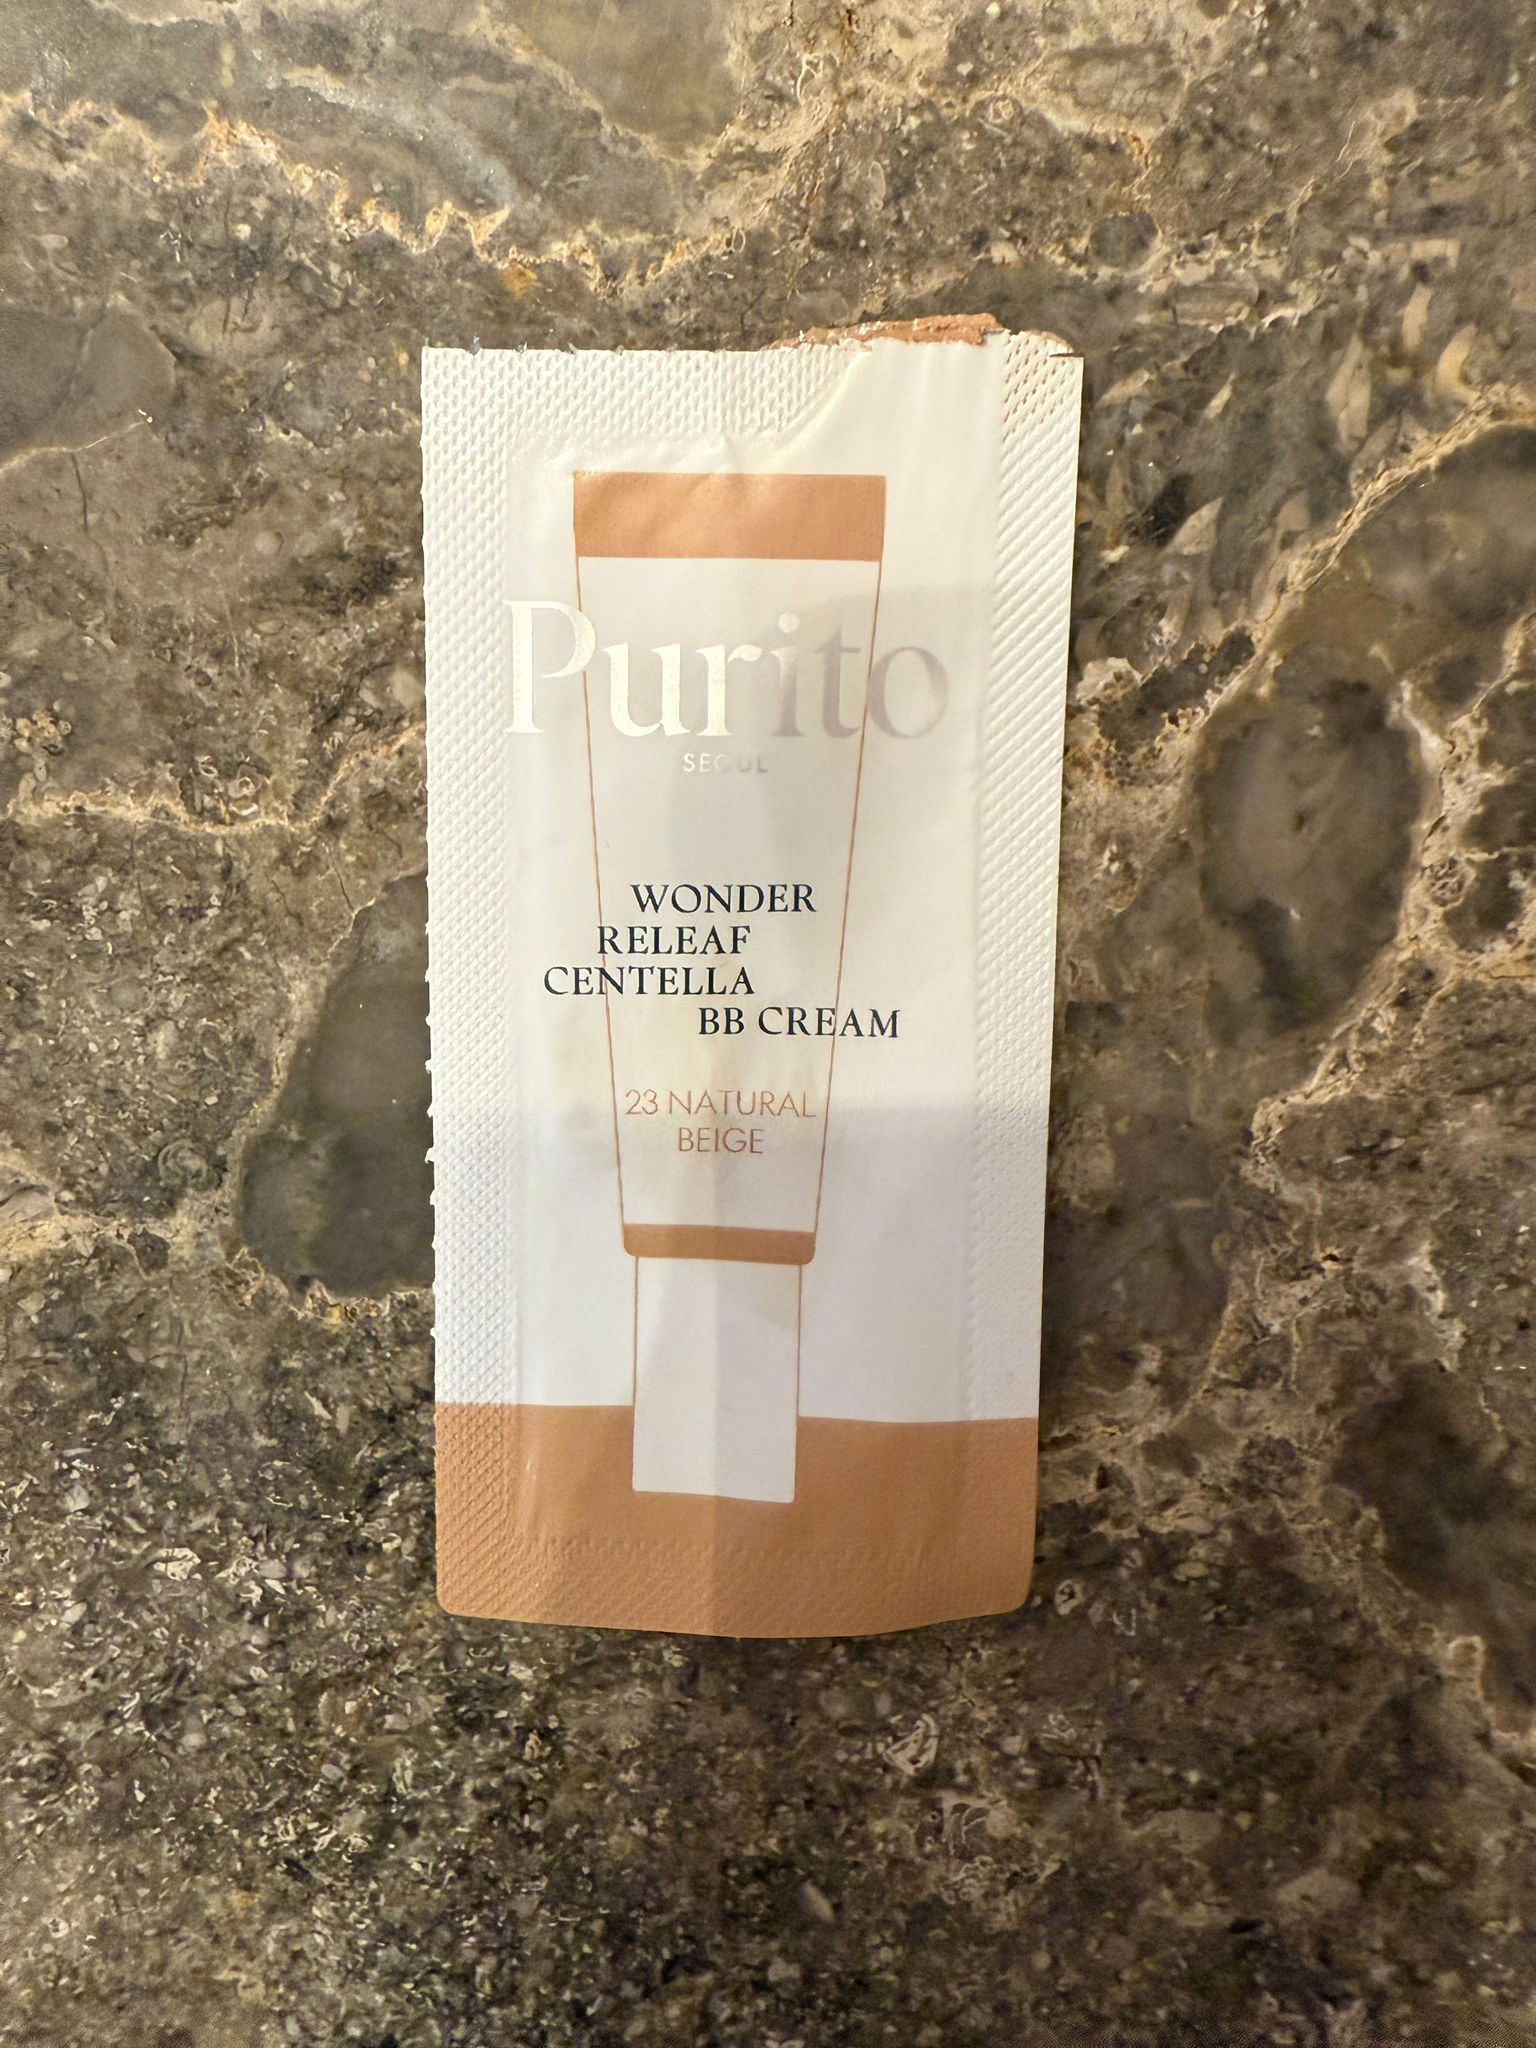 Purito
SEOUL
WONDER
RELEAF
CENTELLA
BB CREAM
23 NATURAL
BEIGE